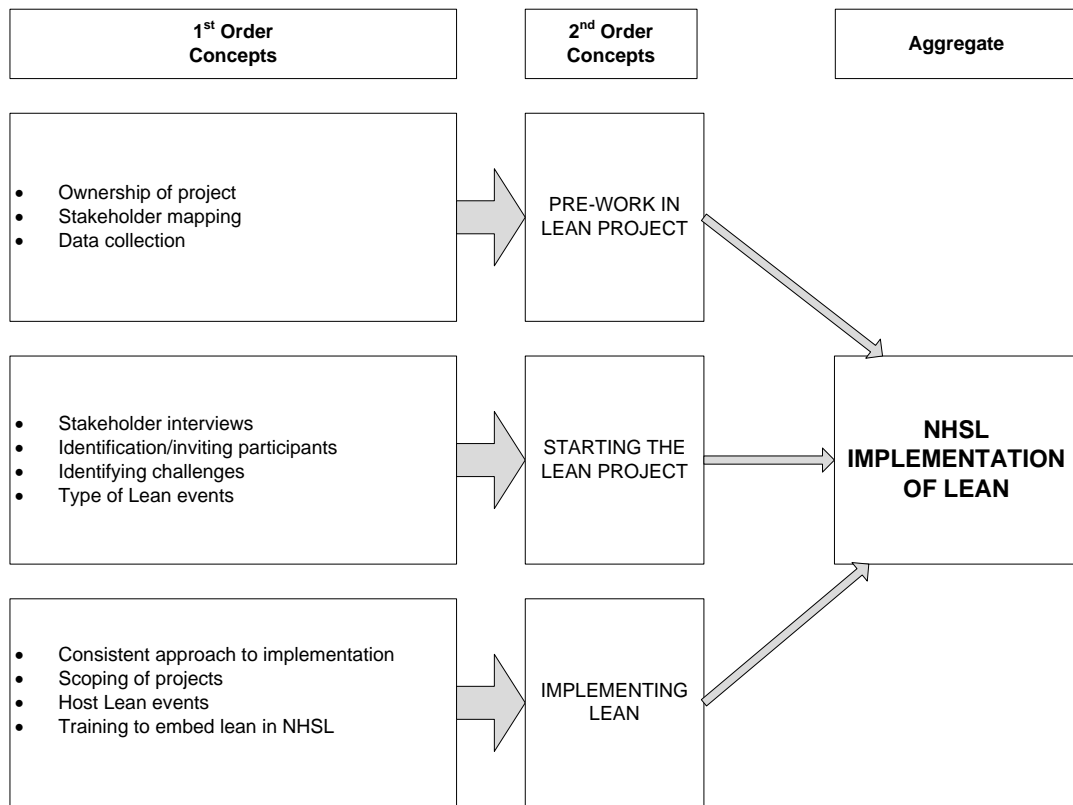 1st Order
Concepts
2nd Order
Concepts
Aggregate
• Ownership of project
• Stakeholder mapping
• Data collection
PRE-WORK IN
LEAN PROJECT
• Stakeholder interviews
• Identification/inviting participants
• Identifying challenges
• Type of Lean events
STARTING THE
LEAN PROJECT
NHSL
IMPLEMENTATION
OF LEAN
• Consistent approach to implementation
• Scoping of projects
• Host Lean events
• Training to embed lean in NHSL
IMPLEMENTING
LEAN